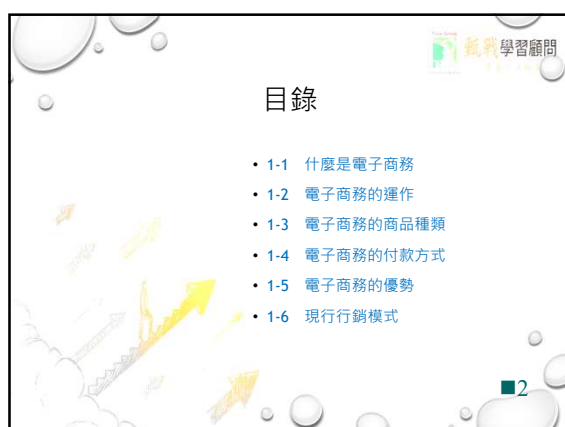 甄戰學習顧問
目錄
• 1-1 什麼是電子商務
• 1-2 電子商務的運作
• 1-3 電子商務的商品種類
• 1-4 電子商務的付款方式
• 1-5 電子商務的優勢
• 1-6 現行行銷模式
■2